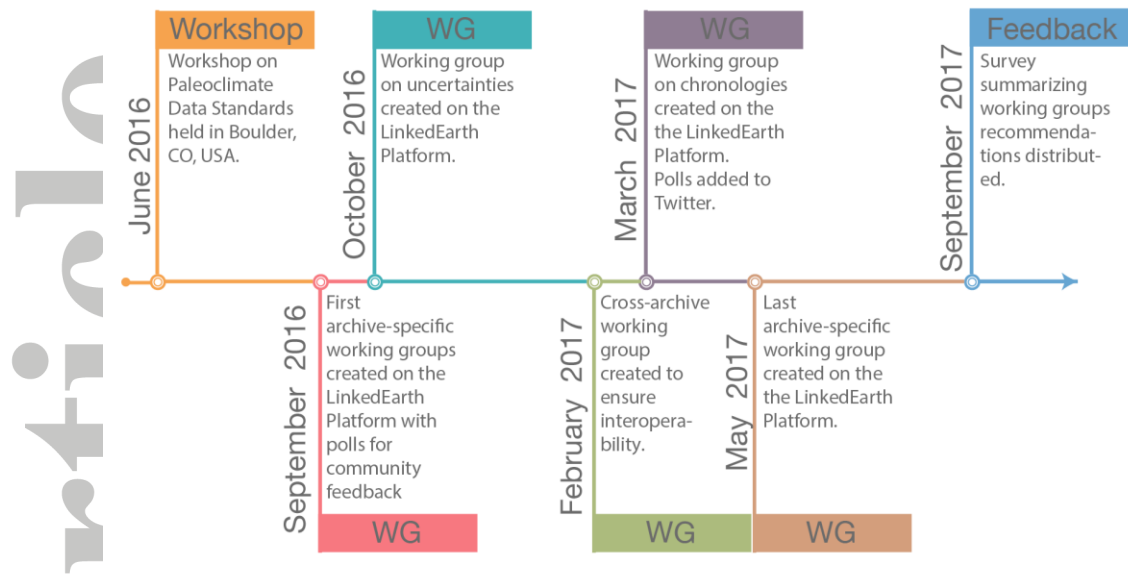 June 2016
Workshop
Workshop on
Paleoclimate
Data Standards
held in Boulder,
CO, USA.
October 2016
WG
Working group
on uncertainties
created on the
LinkedEarth
Platform.
March 2017
WG
Working group
on chronologies
created on the
the LinkedEarth
Platform.
Polls added to
Twitter.
September 2017
Feedback
Survey
summarizing
working groups
recommenda-
tions distribut-
ed.
September 2016
First
archive-specific
working groups
created on the
LinkedEarth
Platform with
polls for
community
feedback
WG
February 2017
Cross-archive
working
group
created to
ensure
interopera-
bility.
WG
May 2017
Last
archive-specific
working group
created on the
the LinkedEarth
Platform.
WG